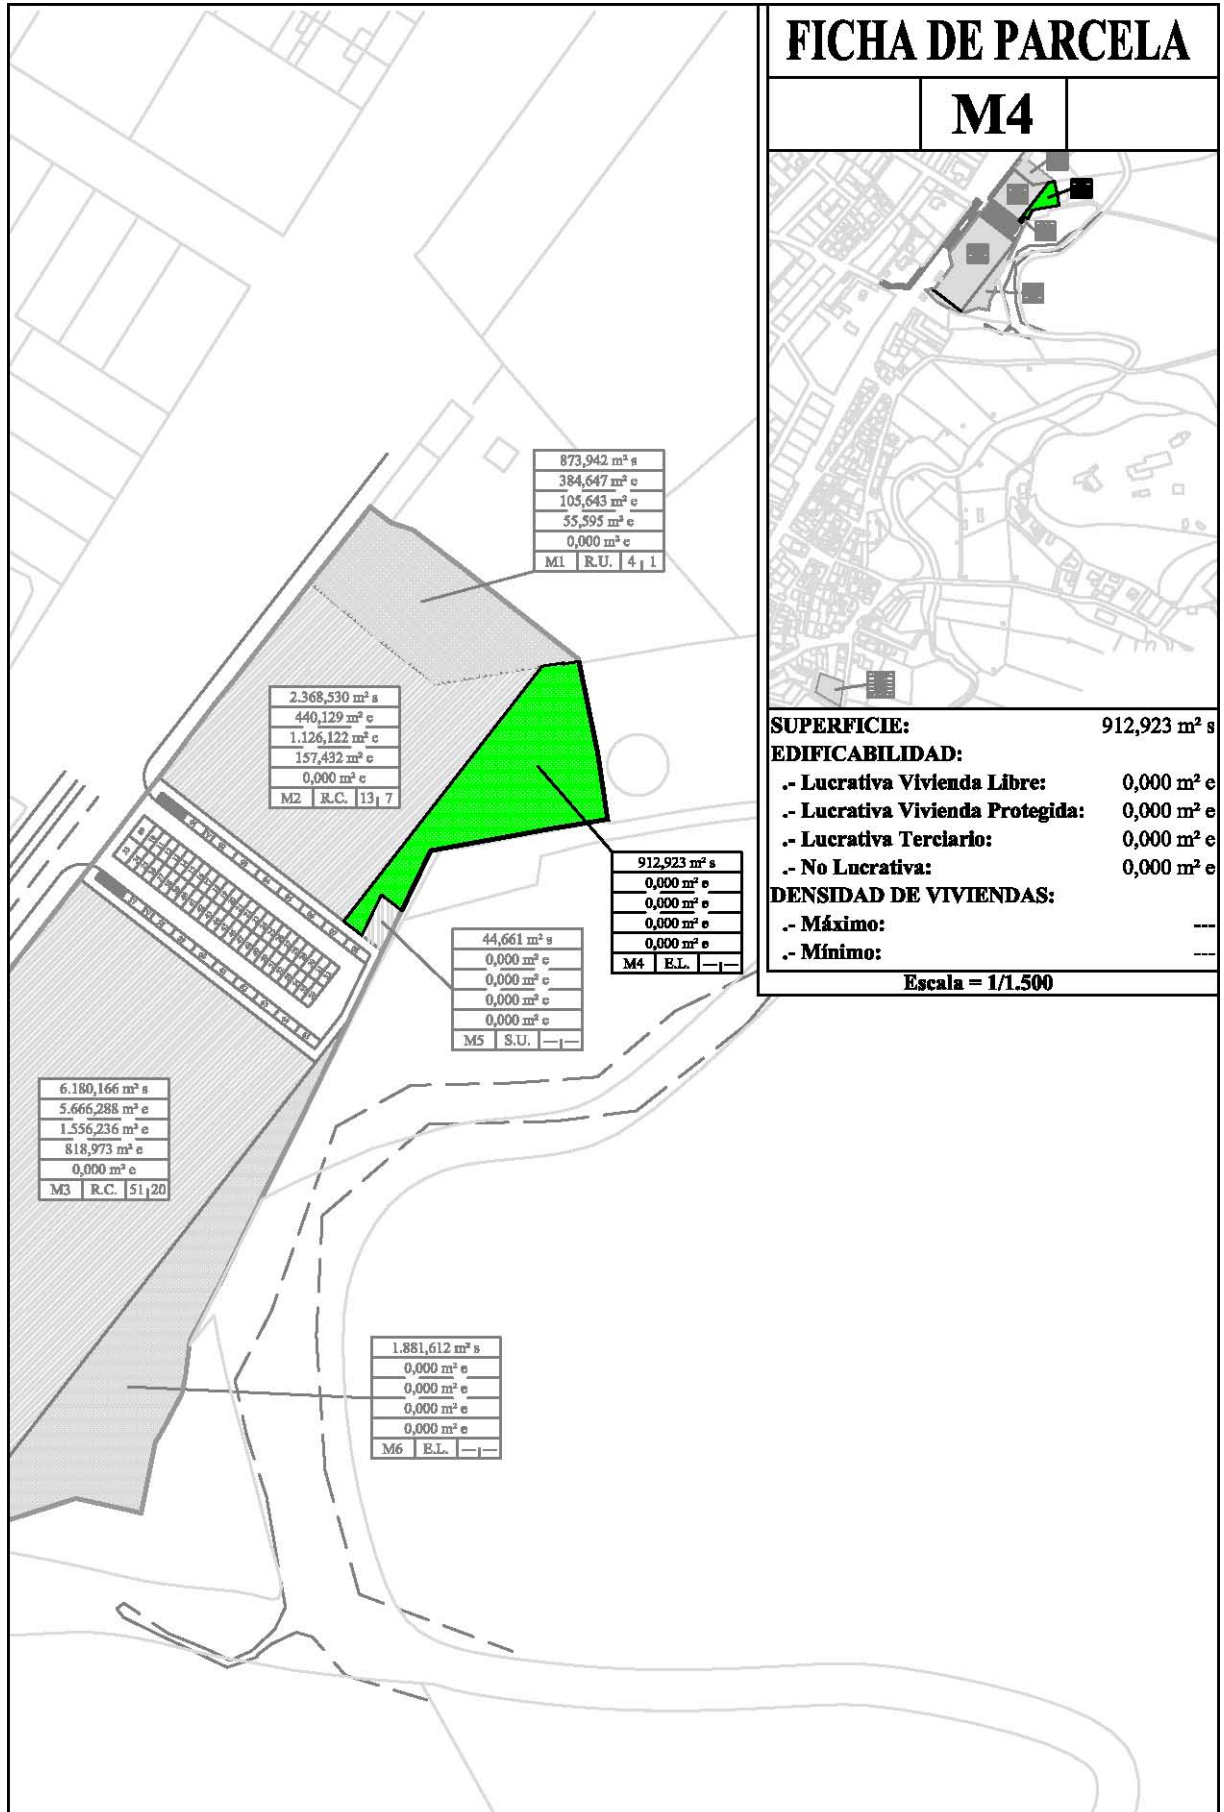 FICHA DE PARCELA
M4
SUPERFICIE: 912,923 m² s
EDIFICABILIDAD:
.- Lucrativa Vivienda Libre: 0,000 m² e
.- Lucrativa Vivienda Protegida: 0,000 m² e
.- Lucrativa Terciario: 0,000 m² e
.- No Lucrativa: 0,000 m² e
DENSIDAD DE VIVIENDAS:
.- Máximo: ---
.- Mínimo: ---
Escala = 1/1.500
873,942 m² s
384,647 m² e
105,643 m² e
55,595 m² e
0,000 m² e
M1 R.U. 4 1
2.368,530 m² s
440,129 m² e
1.126,122 m² e
157,432 m² e
0,000 m² e
M2 R.C. 13 7
912,923 m² s
0,000 m² e
0,000 m² e
0,000 m² e
0,000 m² e
M4 E.L. — —
44,661 m² s
0,000 m² e
0,000 m² e
0,000 m² e
0,000 m² e
M5 S.U. — —
6.180,166 m² s
5.666,288 m² e
1.556,236 m² e
818,973 m² e
0,000 m² e
M3 R.C. 51 20
1.881,612 m² s
0,000 m² e
0,000 m² e
0,000 m² e
0,000 m² e
M6 E.L. — —